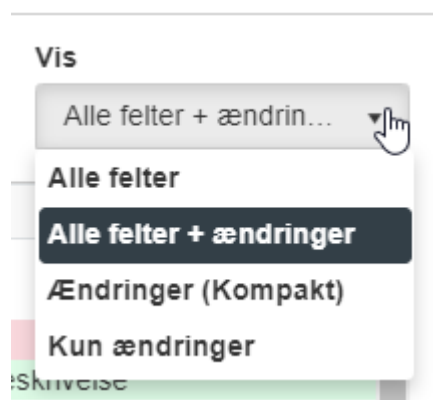 Vis
Alle felter + ændrin...
Alle felter
Alle felter + ændringer
Ændringer (Kompakt)
Kun ændringer